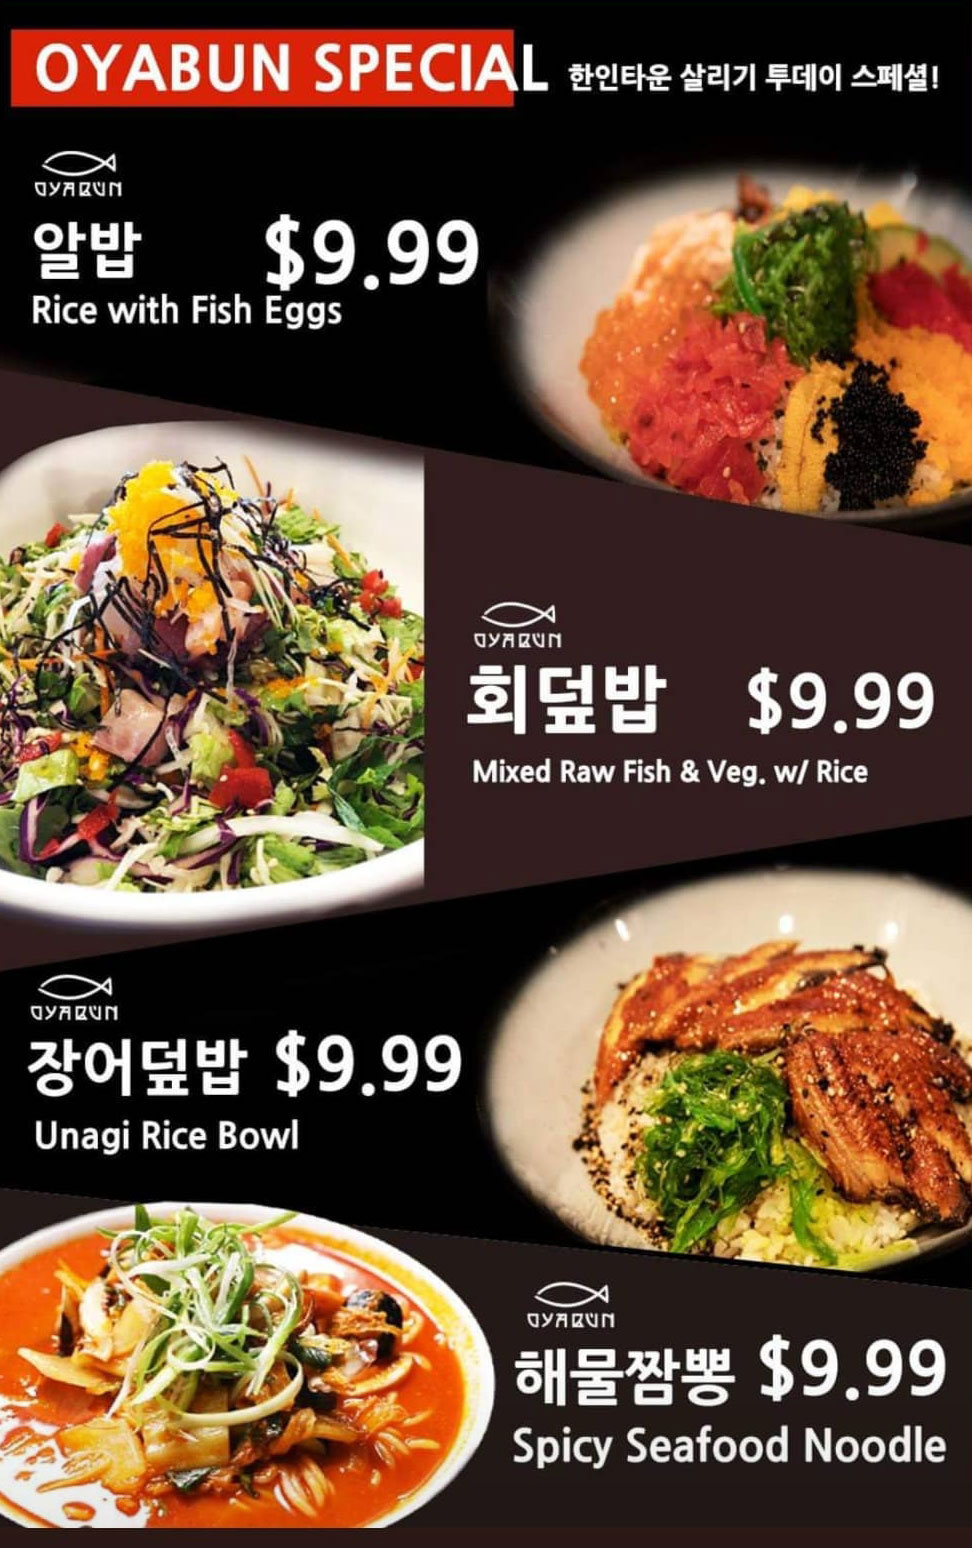 OYABUN SPECIAL 한인타운 살리기 투데이 스페셜!
OYABUN
알밥 $9.99
Rice with Fish Eggs
OYABUN
회덮밥 $9.99
Mixed Raw Fish & Veg. w/ Rice
OYABUN
장어덮밥 $9.99
Unagi Rice Bowl
OYABUN
해물짬뽕 $9.99
Spicy Seafood Noodle